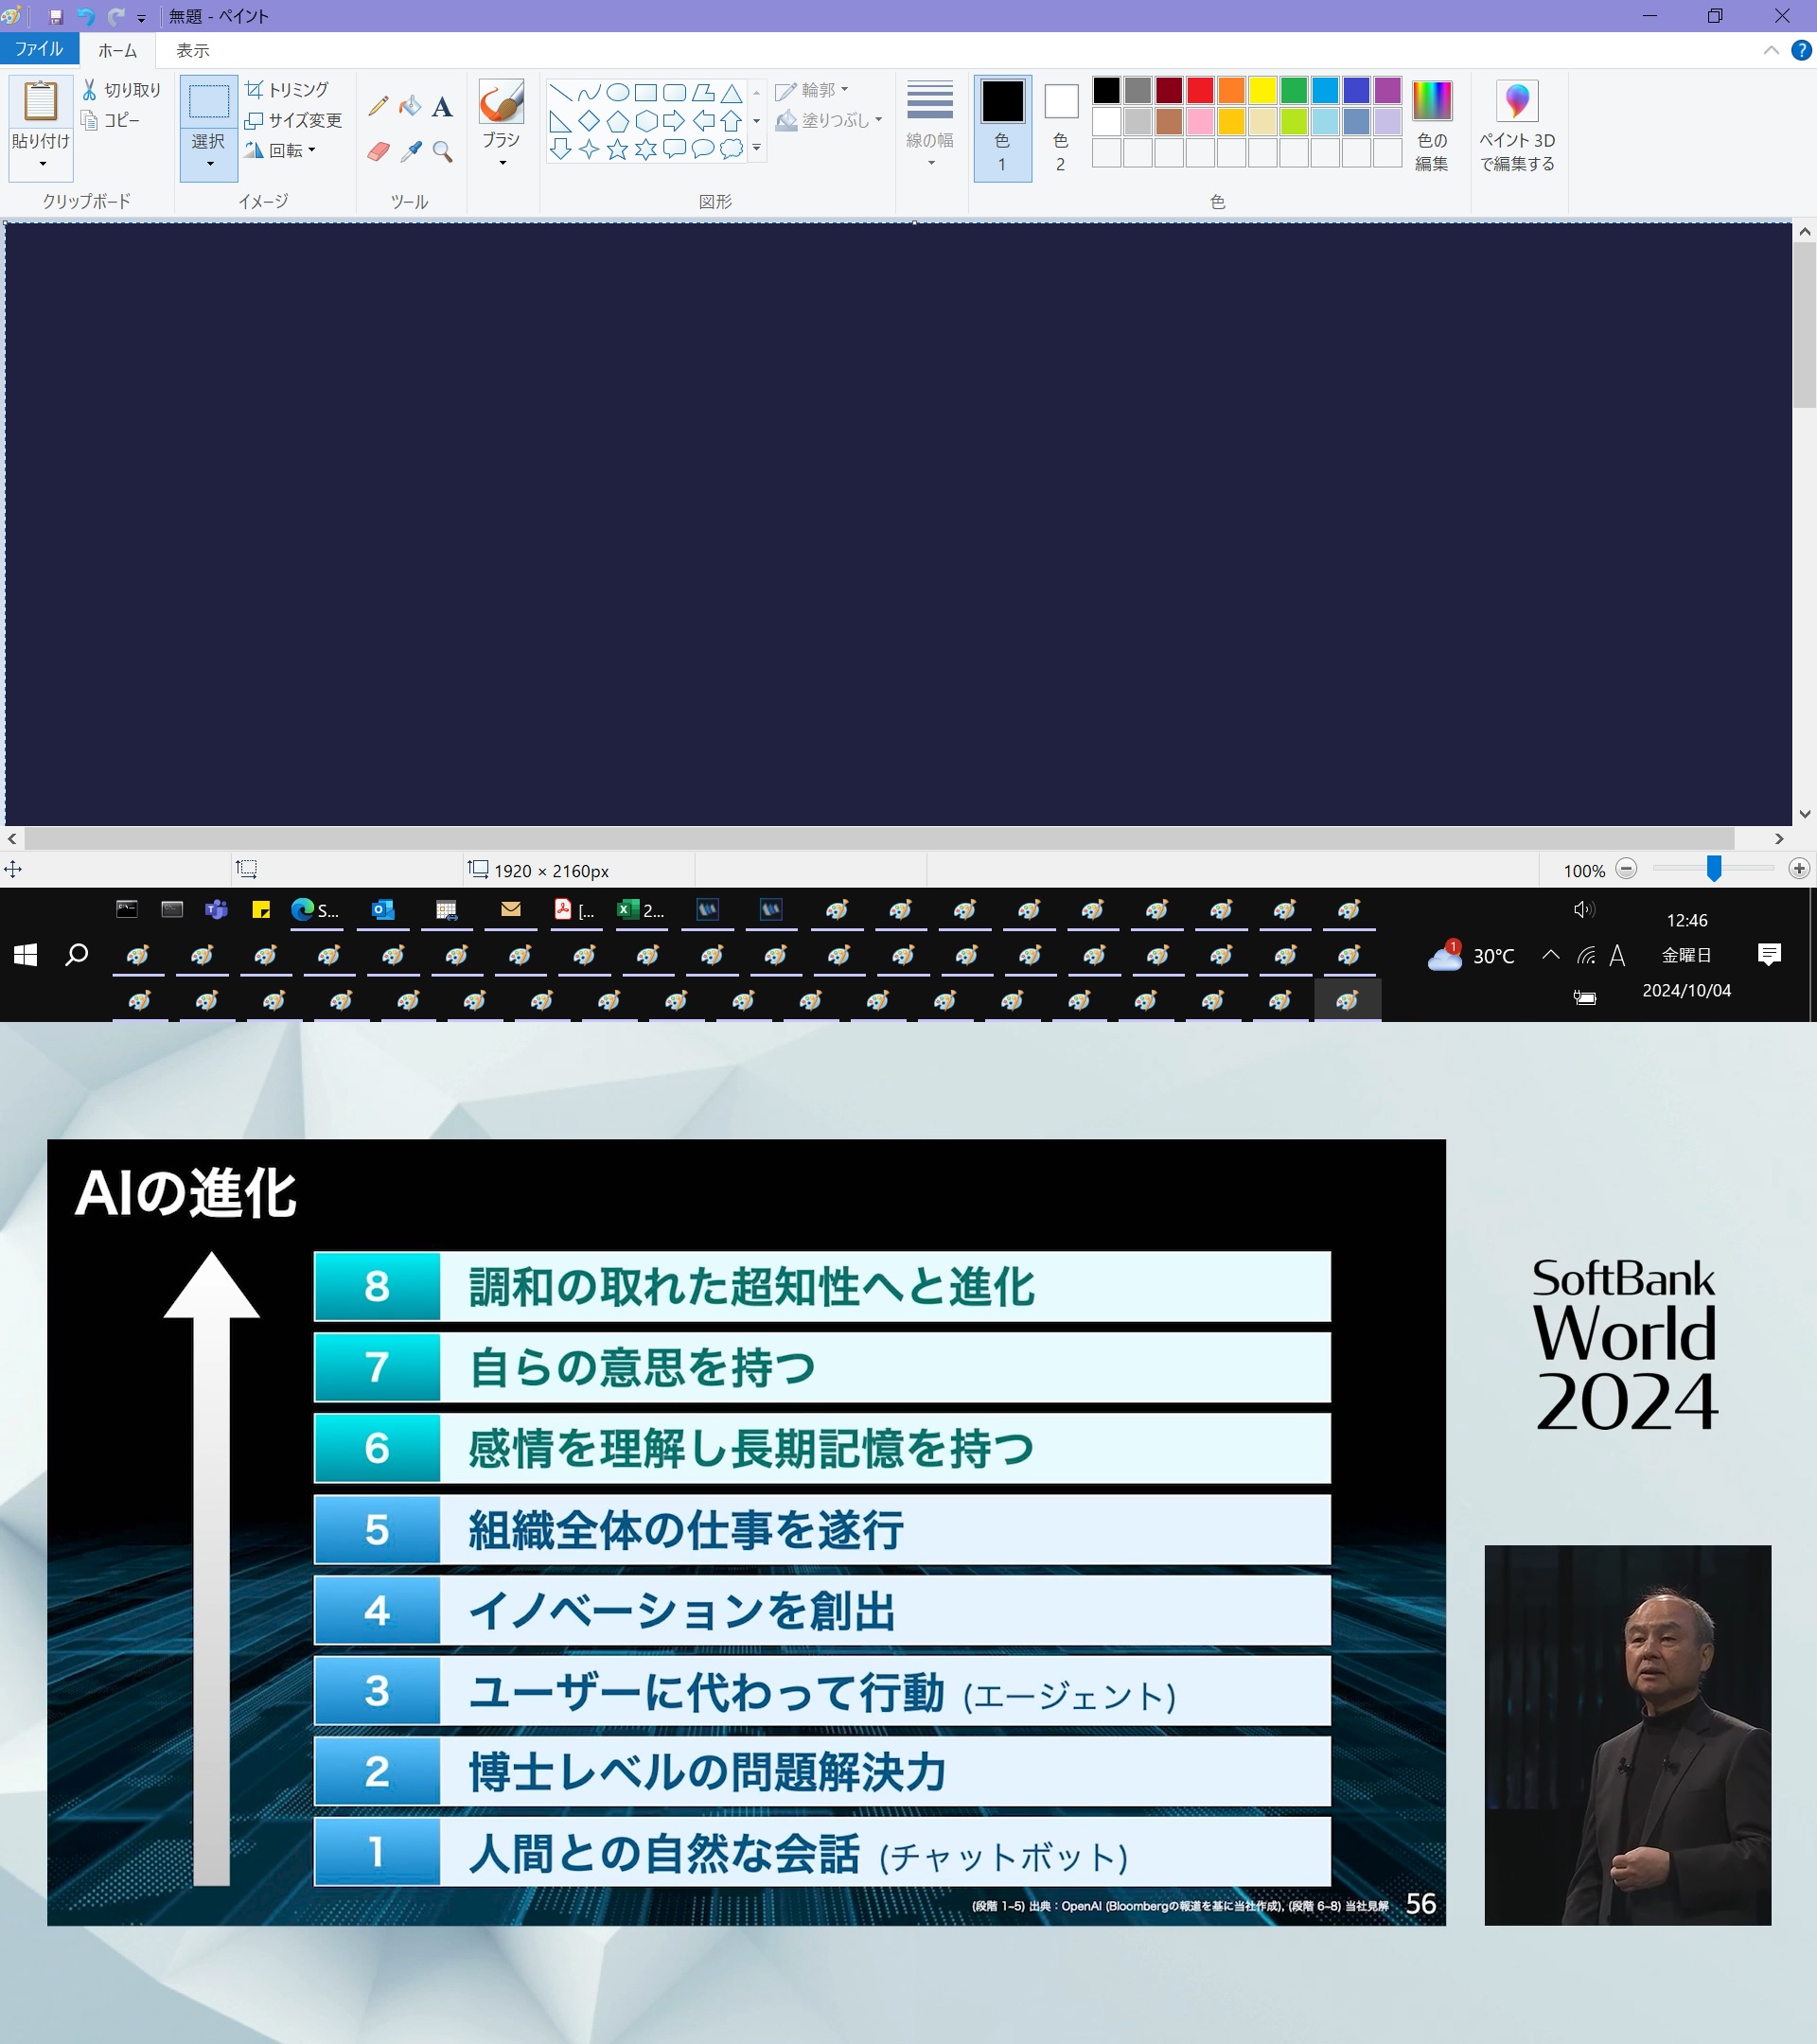 無題 - ペイント
ファイル ホーム 表示
貼り付け
切り取り
コピー
クリップボード
選択
トリミング
サイズ変更
回転
イメージ
A
ツール
ブラシ
輪郭
塗りつぶし
図形
線の幅
色
1
色
2
色の
編集
色
ペイント 3D
で編集する
1920 × 2160px
100%
S...
[...
2...
1
30°C
A
12:46
金曜日
2024/10/04
AIの進化
8 調和の取れた超知性へと進化
7 自らの意思を持つ
6 感情を理解し長期記憶を持つ
5 組織全体の仕事を遂行
4 イノベーションを創出
3 ユーザーに代わって行動 (エージェント)
2 博士レベルの問題解決力
1 人間との自然な会話 (チャットボット)
(段階 1-5) 出典：OpenAI (Bloombergの報道を基に当社作成), (段階 6-8) 当社見解 56
SoftBank
World
2024